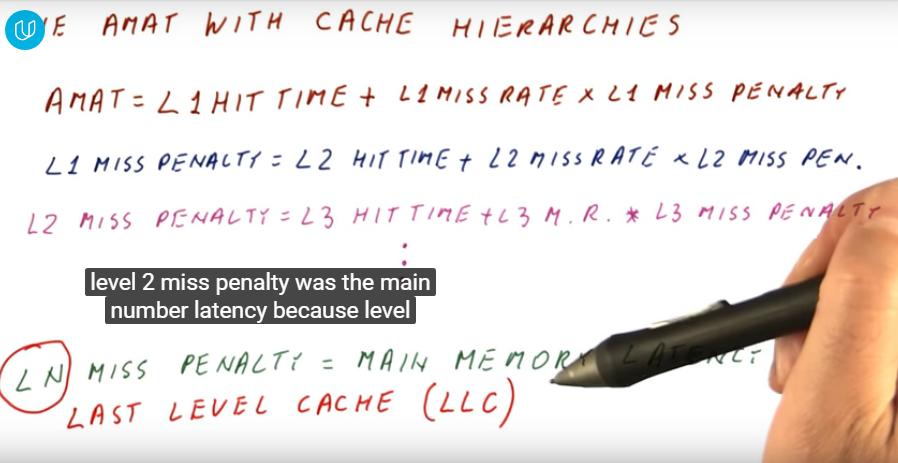 E AMAT WITH CACHE HIERARCHIES
AMAT = L1 HIT TIME + L1 MISS RATE × L1 MISS PENALTY
L1 MISS PENALTY = L2 HIT TIME + L2 MISS RATE × L2 MISS PEN.
L2 MISS PENALTY = L3 HIT TIME + L3 M.R. * L3 MISS PENALTY
:
level 2 miss penalty was the main
number latency because level
LN MISS PENALTY = MAIN MEMORY LATENCY
LAST LEVEL CACHE (LLC)